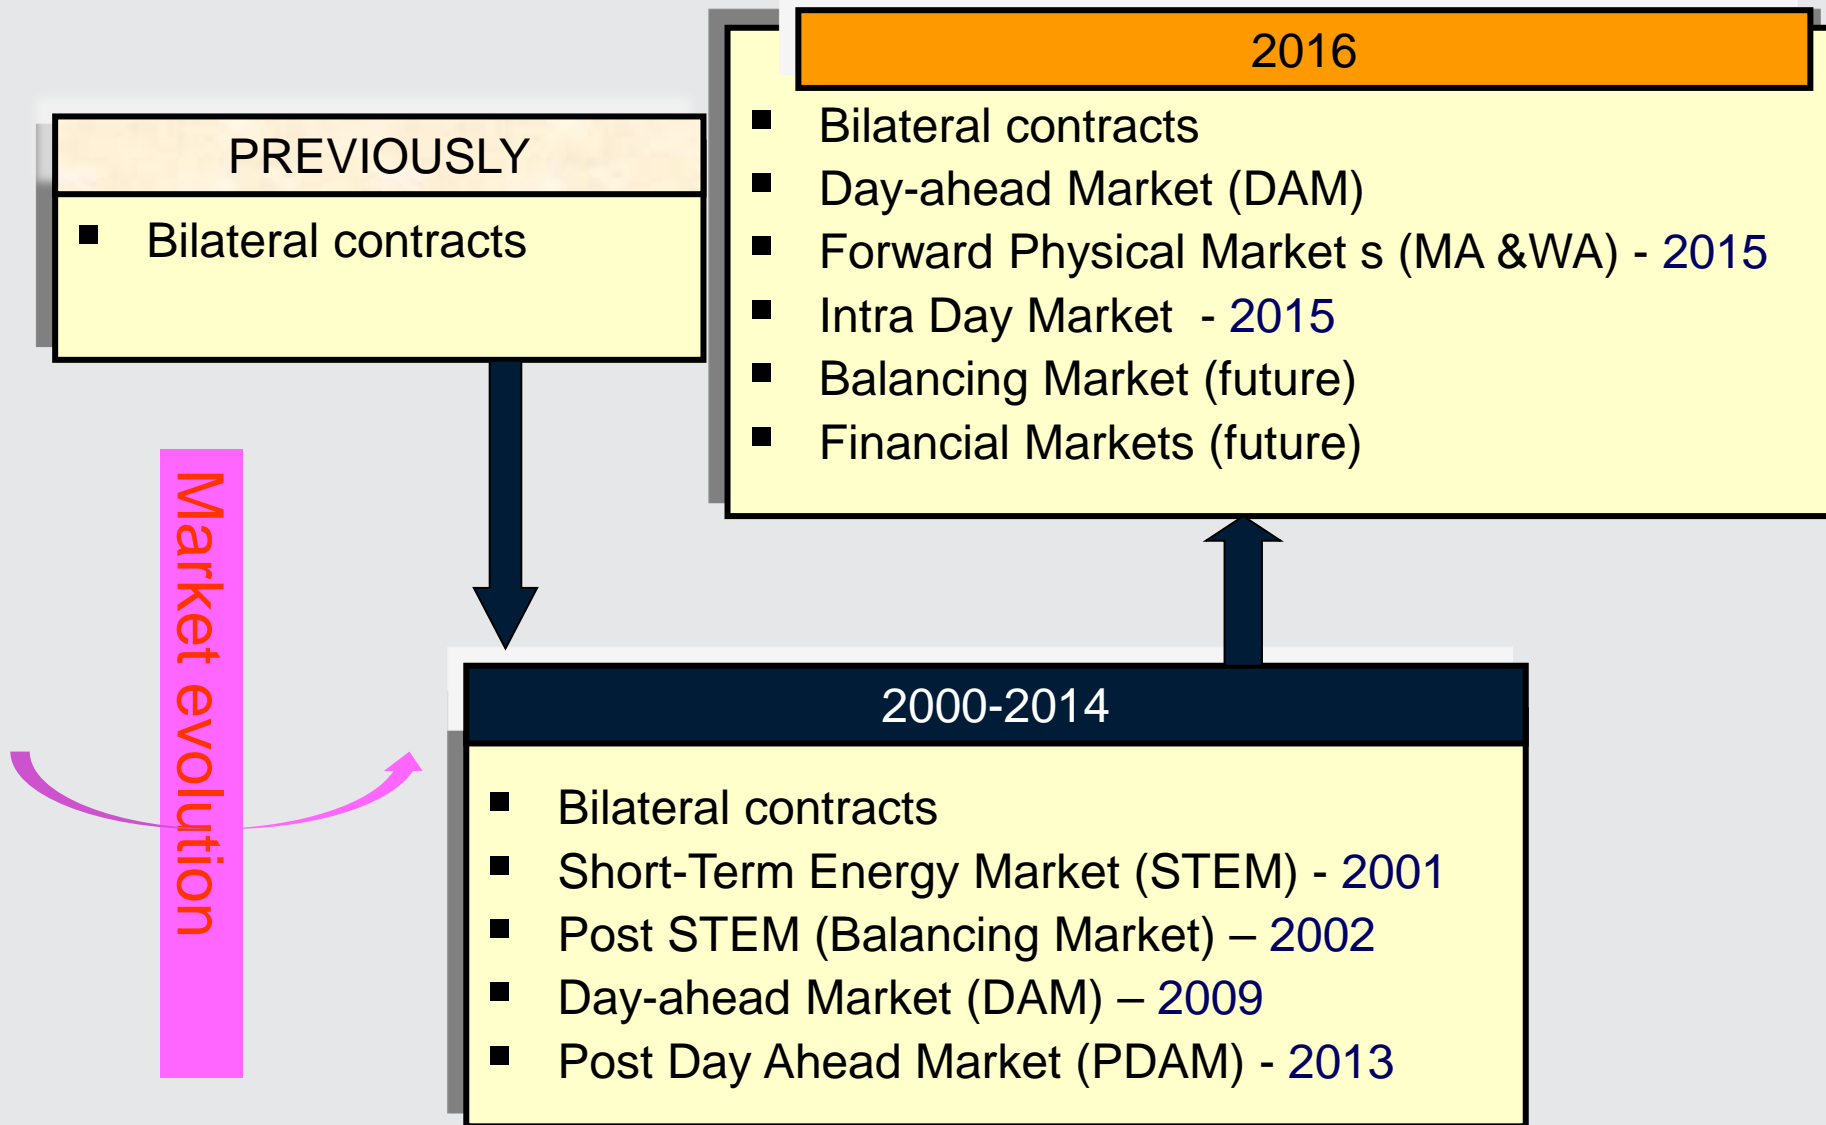 PREVIOUSLY
■ Bilateral contracts
2016
■ Bilateral contracts
■ Day-ahead Market (DAM)
■ Forward Physical Market s (MA &WA) - 2015
■ Intra Day Market - 2015
■ Balancing Market (future)
■ Financial Markets (future)
Market evolution
2000-2014
■ Bilateral contracts
■ Short-Term Energy Market (STEM) - 2001
■ Post STEM (Balancing Market) – 2002
■ Day-ahead Market (DAM) – 2009
■ Post Day Ahead Market (PDAM) - 2013